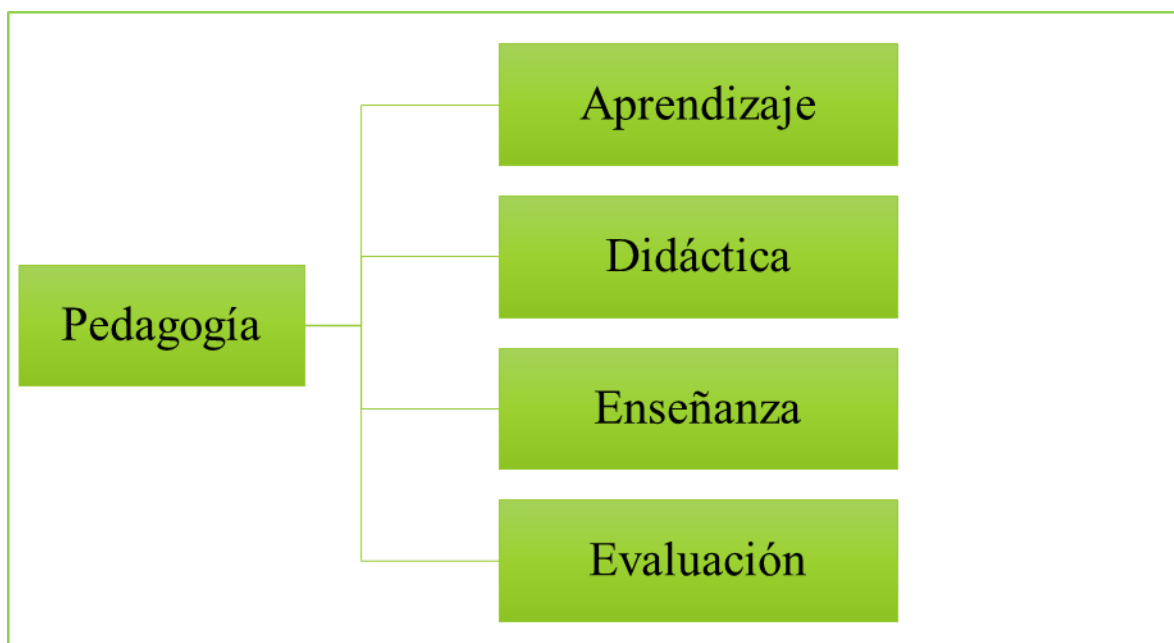 Pedagogía
Aprendizaje
Didáctica
Enseñanza
Evaluación